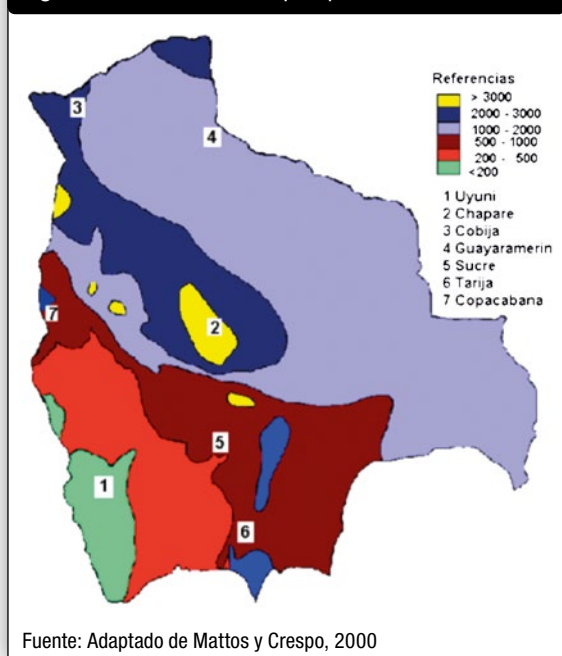 Referencias
> 3000
2000 - 3000
1000 - 2000
500 - 1000
200 - 500
<200
1 Uyuni
2 Chapare
3 Cobija
4 Guayaramerin
5 Sucre
6 Tarija
7 Copacabana
3
4
2
7
5
1
6
Fuente: Adaptado de Mattos y Crespo, 2000